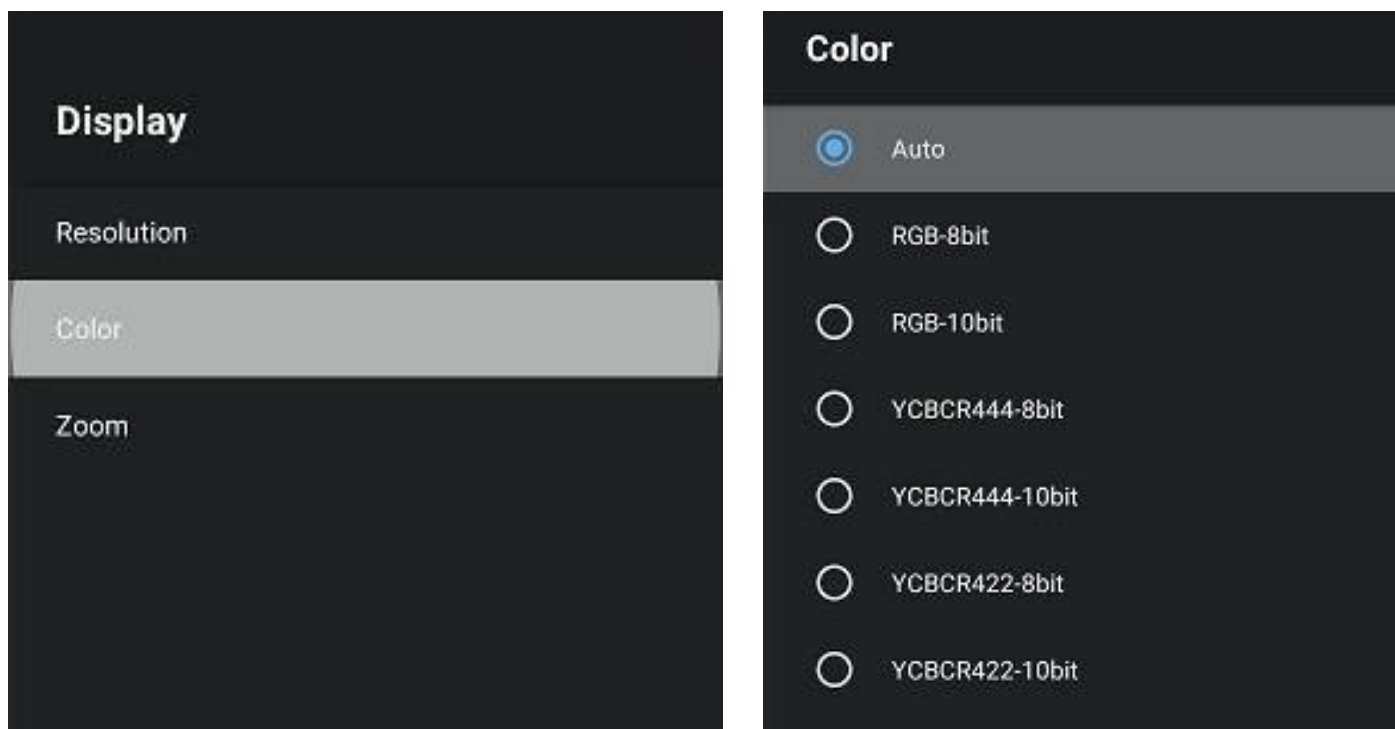 Display
Resolution
Color
Zoom
Color
Auto
RGB-8bit
RGB-10bit
YCBCR444-8bit
YCBCR444-10bit
YCBCR422-8bit
YCBCR422-10bit